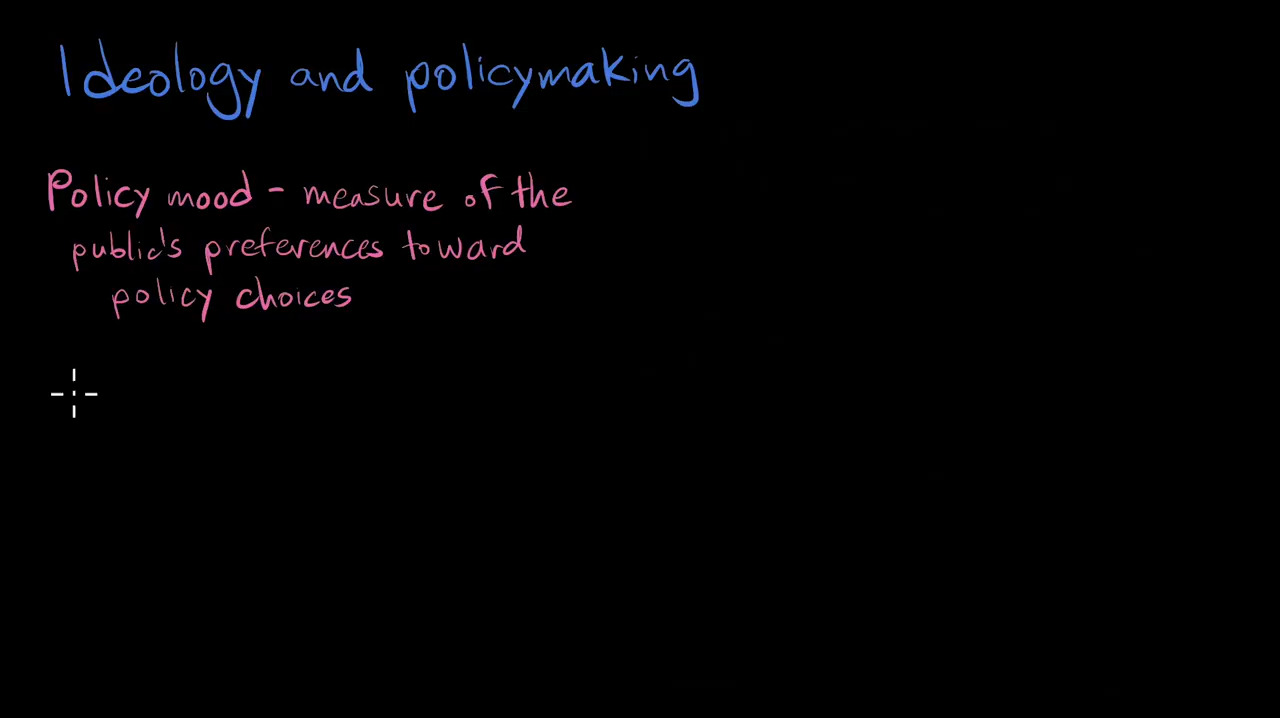 Ideology and policymaking
Policy mood - measure of the
public's preferences toward
policy choices